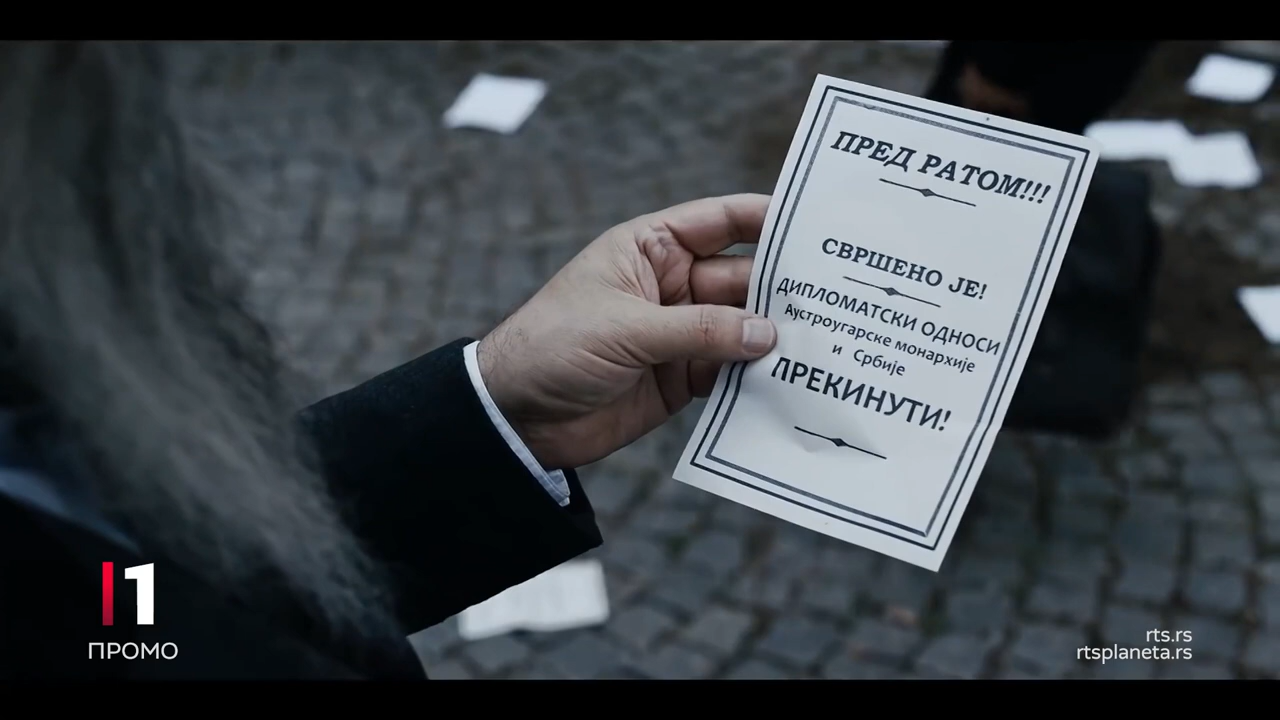 ПРЕД РАТОМ!!!
СВРШЕНО ЈЕ!
ДИПЛОМАТСКИ ОДНОСИ
Аустроугарске монархије
и Србије
ПРЕКИНУТИ!
1
ПРОМО
rts.rs
rtsplaneta.rs